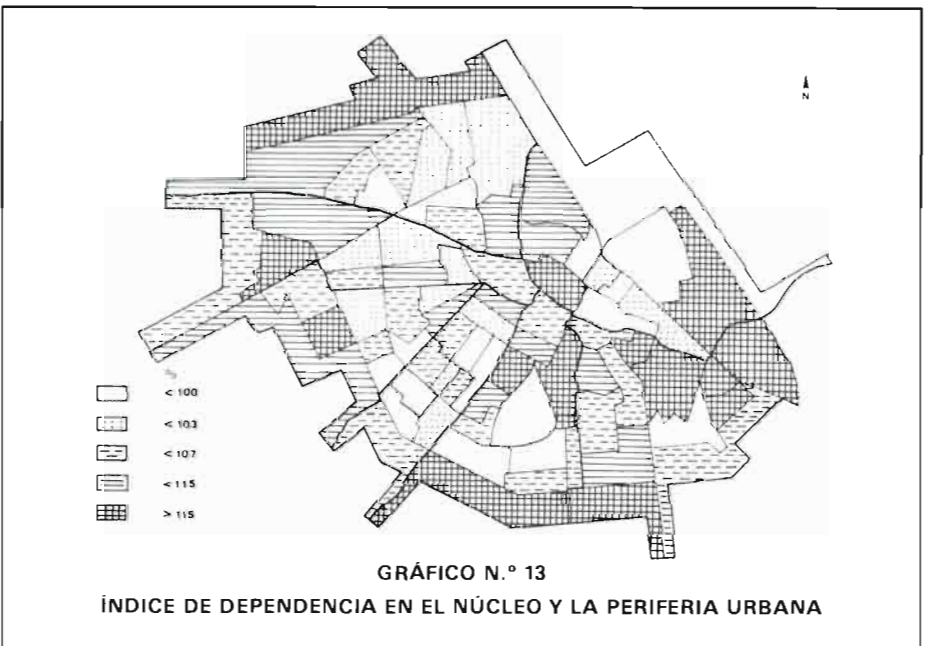 N
< 100
< 103
< 107
< 115
> 115
GRÁFICO N.º 13
ÍNDICE DE DEPENDENCIA EN EL NÚCLEO Y LA PERIFERIA URBANA